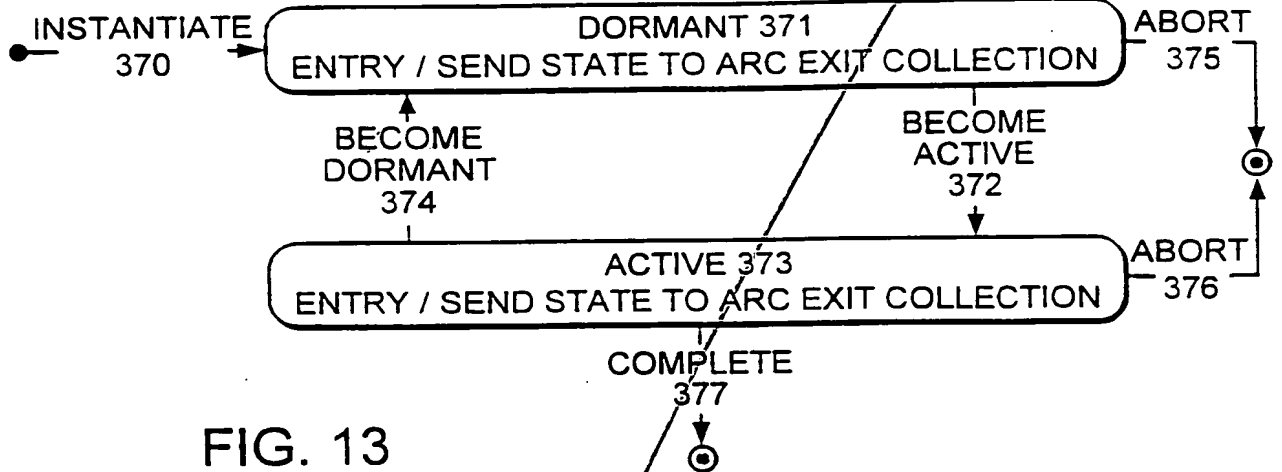 INSTANTIATE
370
DORMANT 371
ENTRY / SEND STATE TO ARC EXIT COLLECTION
ABORT
375
BECOME
DORMANT
374
BECOME
ACTIVE
372
ACTIVE 373
ENTRY / SEND STATE TO ARC EXIT COLLECTION
ABORT
376
COMPLETE
377
FIG. 13